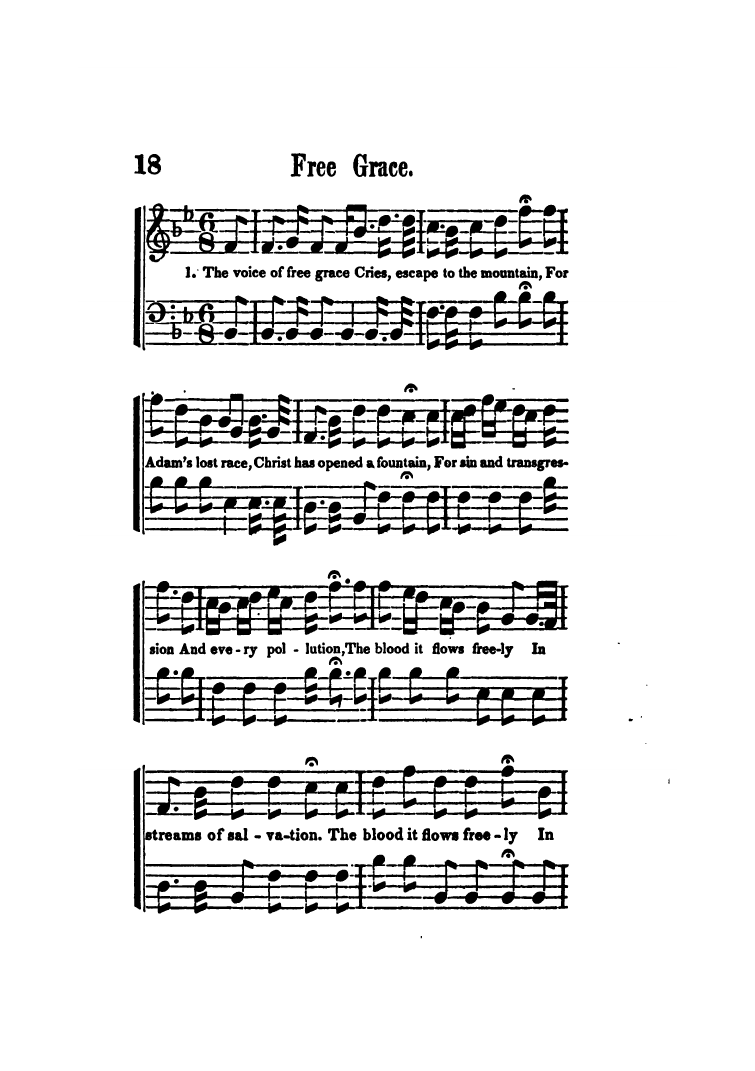 18 Free Grace.
1. The voice of free grace Cries, escape to the mountain, For
Adam's lost race, Christ has opened a fountain, For sin and transgres-
sion And eve - ry pol - lution, The blood it flows free-ly In
streams of sal - va-tion. The blood it flows free - ly In